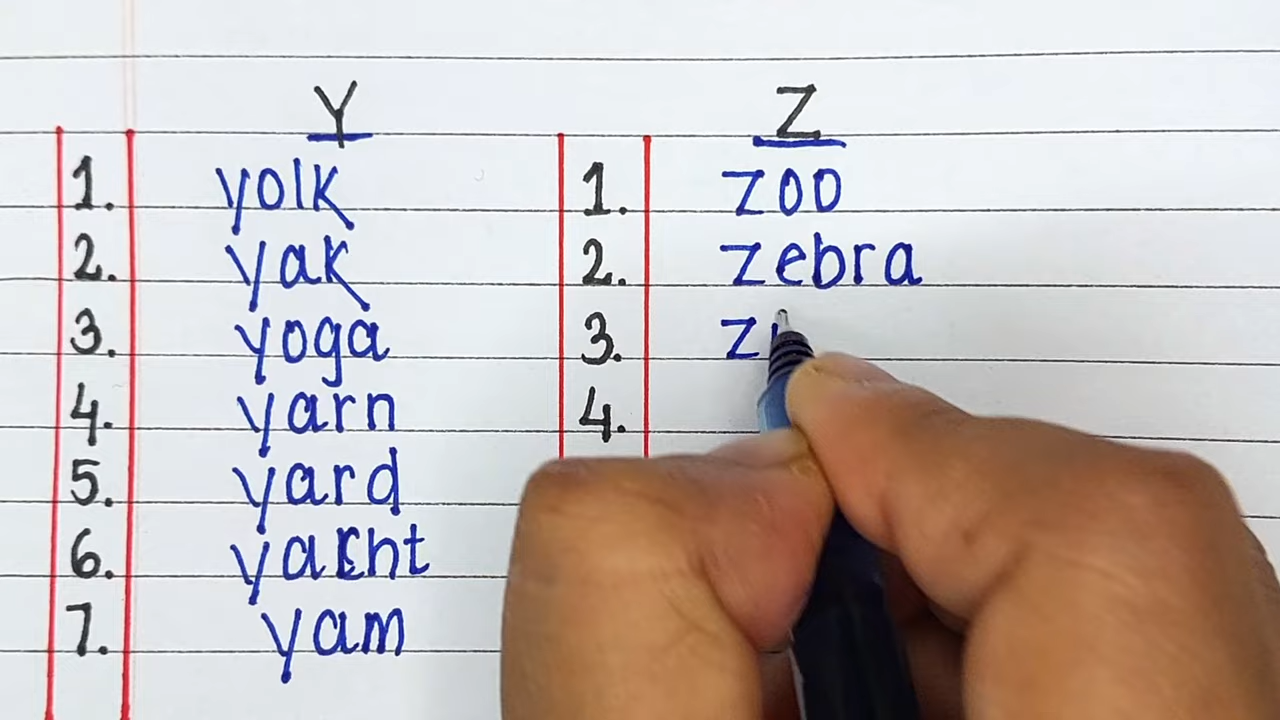 Y
1. yolk
2. yak
3. yoga
4. yarn
5. yard
6. yacht
7. yam
Z
1. zoo
2. zebra
3. z
4.